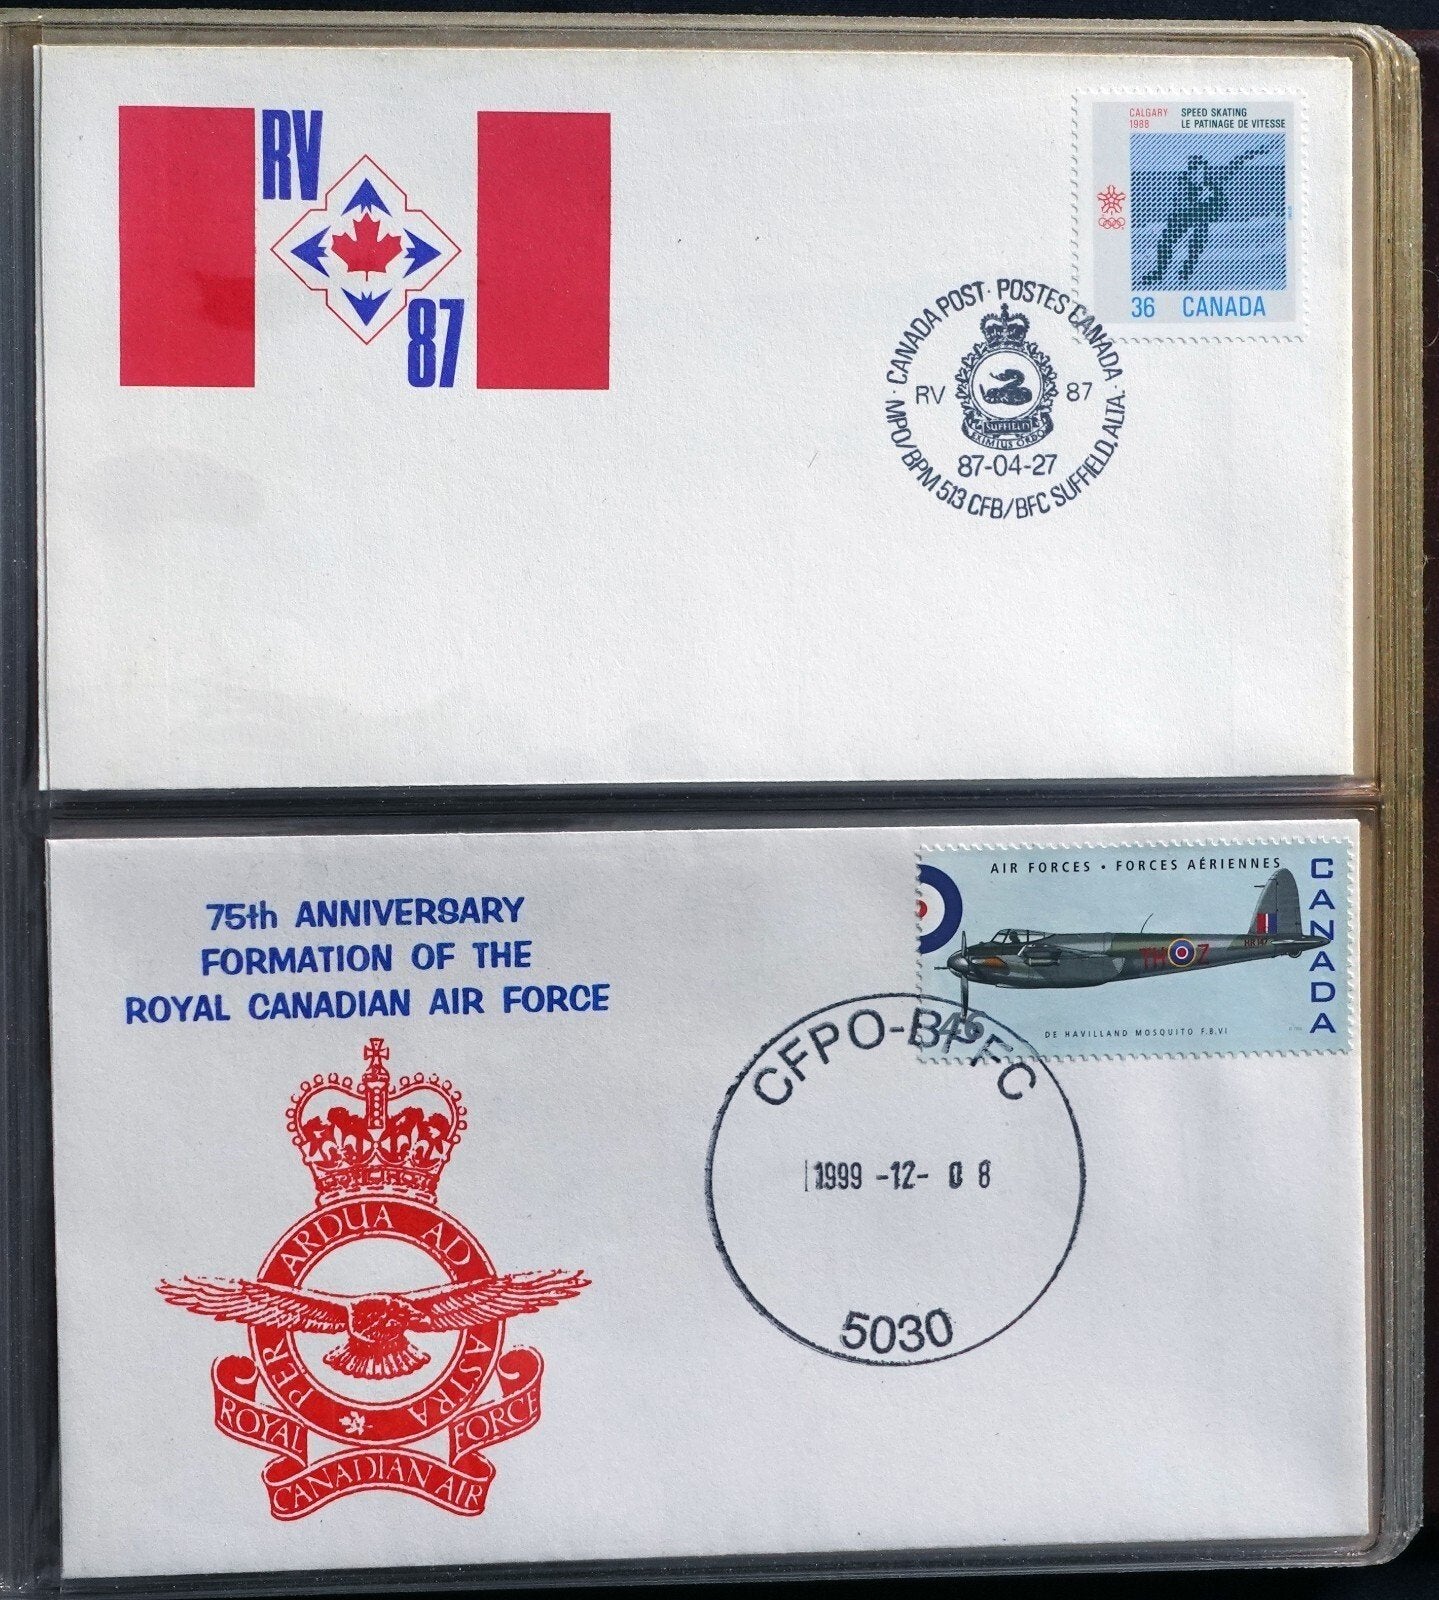 RV
87
CALGARY
1988
SPEED SKATING
LE PATINAGE DE VITESSE
36 CANADA
CANADA POST · POSTES CANADA
RV 87
SUFFIELD
EXIMIUS ORDO
87-04-27
MPO/BPM 513 CFB/BFC SUFFIELD, ALTA.
75th ANNIVERSARY
FORMATION OF THE
ROYAL CANADIAN AIR FORCE
PER ARDUA AD ASTRA
ROYAL CANADIAN AIR FORCE
AIR FORCES • FORCES AÉRIENNES
CANADA
DE HAVILLAND MOSQUITO F.B.VI
CFPO-BPFC
1999-12-08
5030